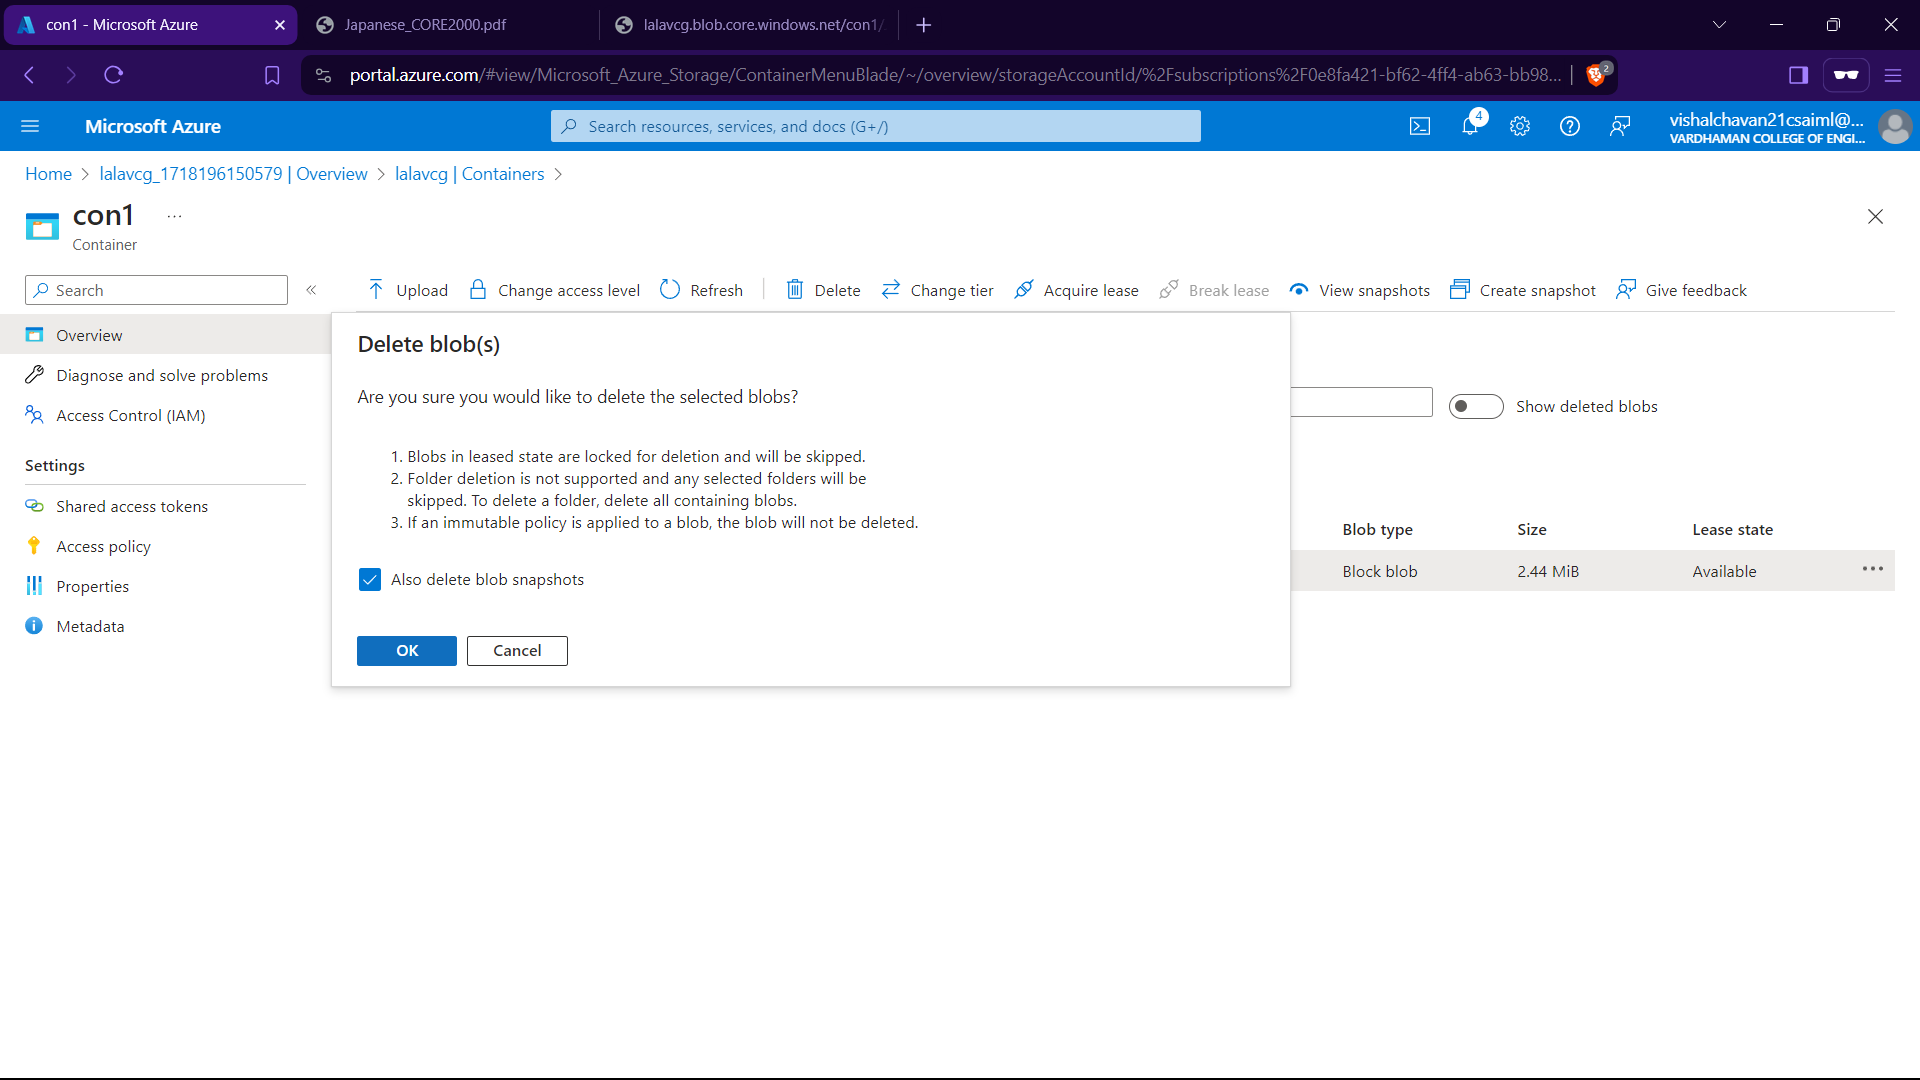 con1 - Microsoft Azure
Japanese_CORE2000.pdf
lalavcg.blob.core.windows.net/con1/
portal.azure.com/#view/Microsoft_Azure_Storage/ContainerMenuBlade/~/overview/storageAccountId/%2Fsubscriptions%2F0e8fa421-bf62-4ff4-ab63-bb98...
2
Microsoft Azure
Search resources, services, and docs (G+/)
4
vishalchavan21csaiml@...
VARDHAMAN COLLEGE OF ENGI...
Home > lalavcg_1718196150579 | Overview > lalavcg | Containers >
con1 ...
Container
Search
«
Upload
Change access level
Refresh
Delete
Change tier
Acquire lease
Break lease
View snapshots
Create snapshot
Give feedback
Overview
Diagnose and solve problems
Access Control (IAM)
Settings
Shared access tokens
Access policy
Properties
Metadata
Delete blob(s)
Are you sure you would like to delete the selected blobs?
1. Blobs in leased state are locked for deletion and will be skipped.
2. Folder deletion is not supported and any selected folders will be
skipped. To delete a folder, delete all containing blobs.
3. If an immutable policy is applied to a blob, the blob will not be deleted.
Also delete blob snapshots
OK
Cancel
Show deleted blobs
Blob type
Size
Lease state
Block blob
2.44 MiB
Available
...